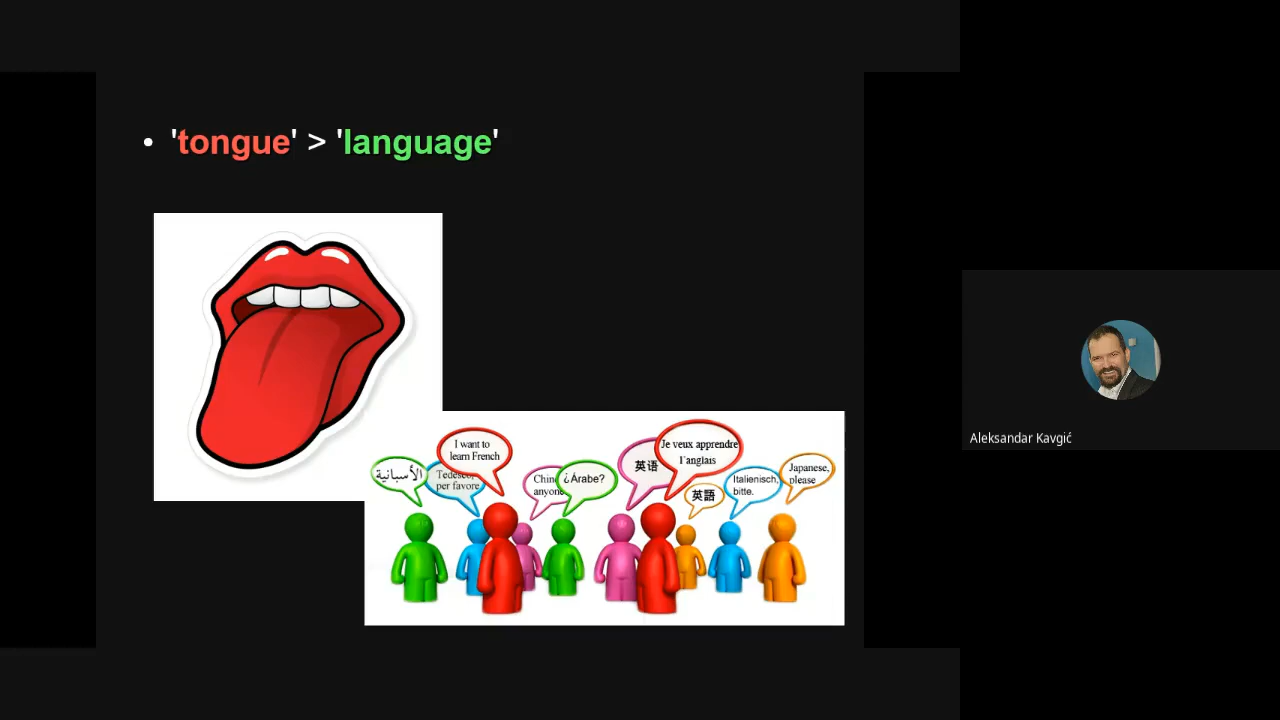 • 'tongue' > 'language'
الأسبانية
Tedesco,
per favore
I want to
learn French
anyone
¿Árabe?
英语
Je veux apprendre
l'anglais
英語
Italienisch,
bitte.
Japanese,
please
Aleksandar Kavgić